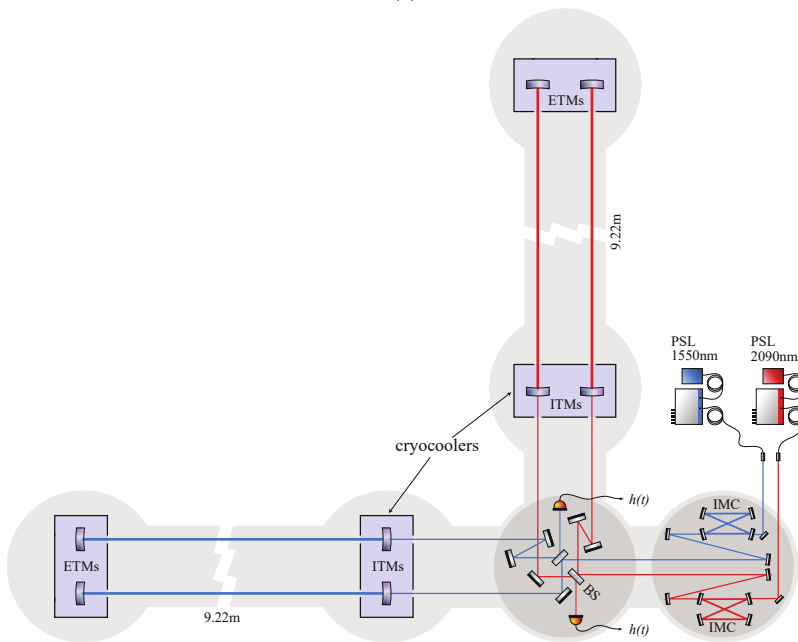 ETMs
9.22m
PSL
1550nm
PSL
2090nm
ITMs
cryocoolers
h(t)
IMC
ETMs
ITMs
BS
9.22m
h(t)
IMC